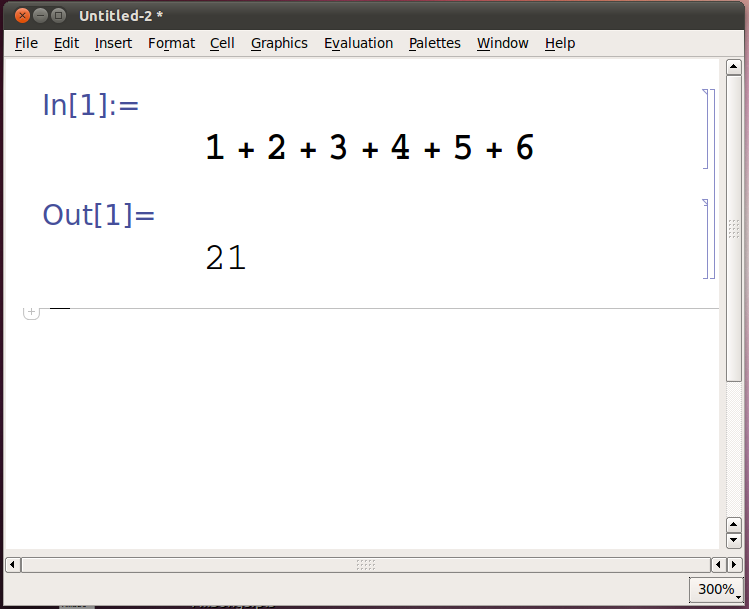 Untitled-2 *
File Edit Insert Format Cell Graphics Evaluation Palettes Window Help
In[1]:=
1 + 2 + 3 + 4 + 5 + 6
Out[1]=
21
300%